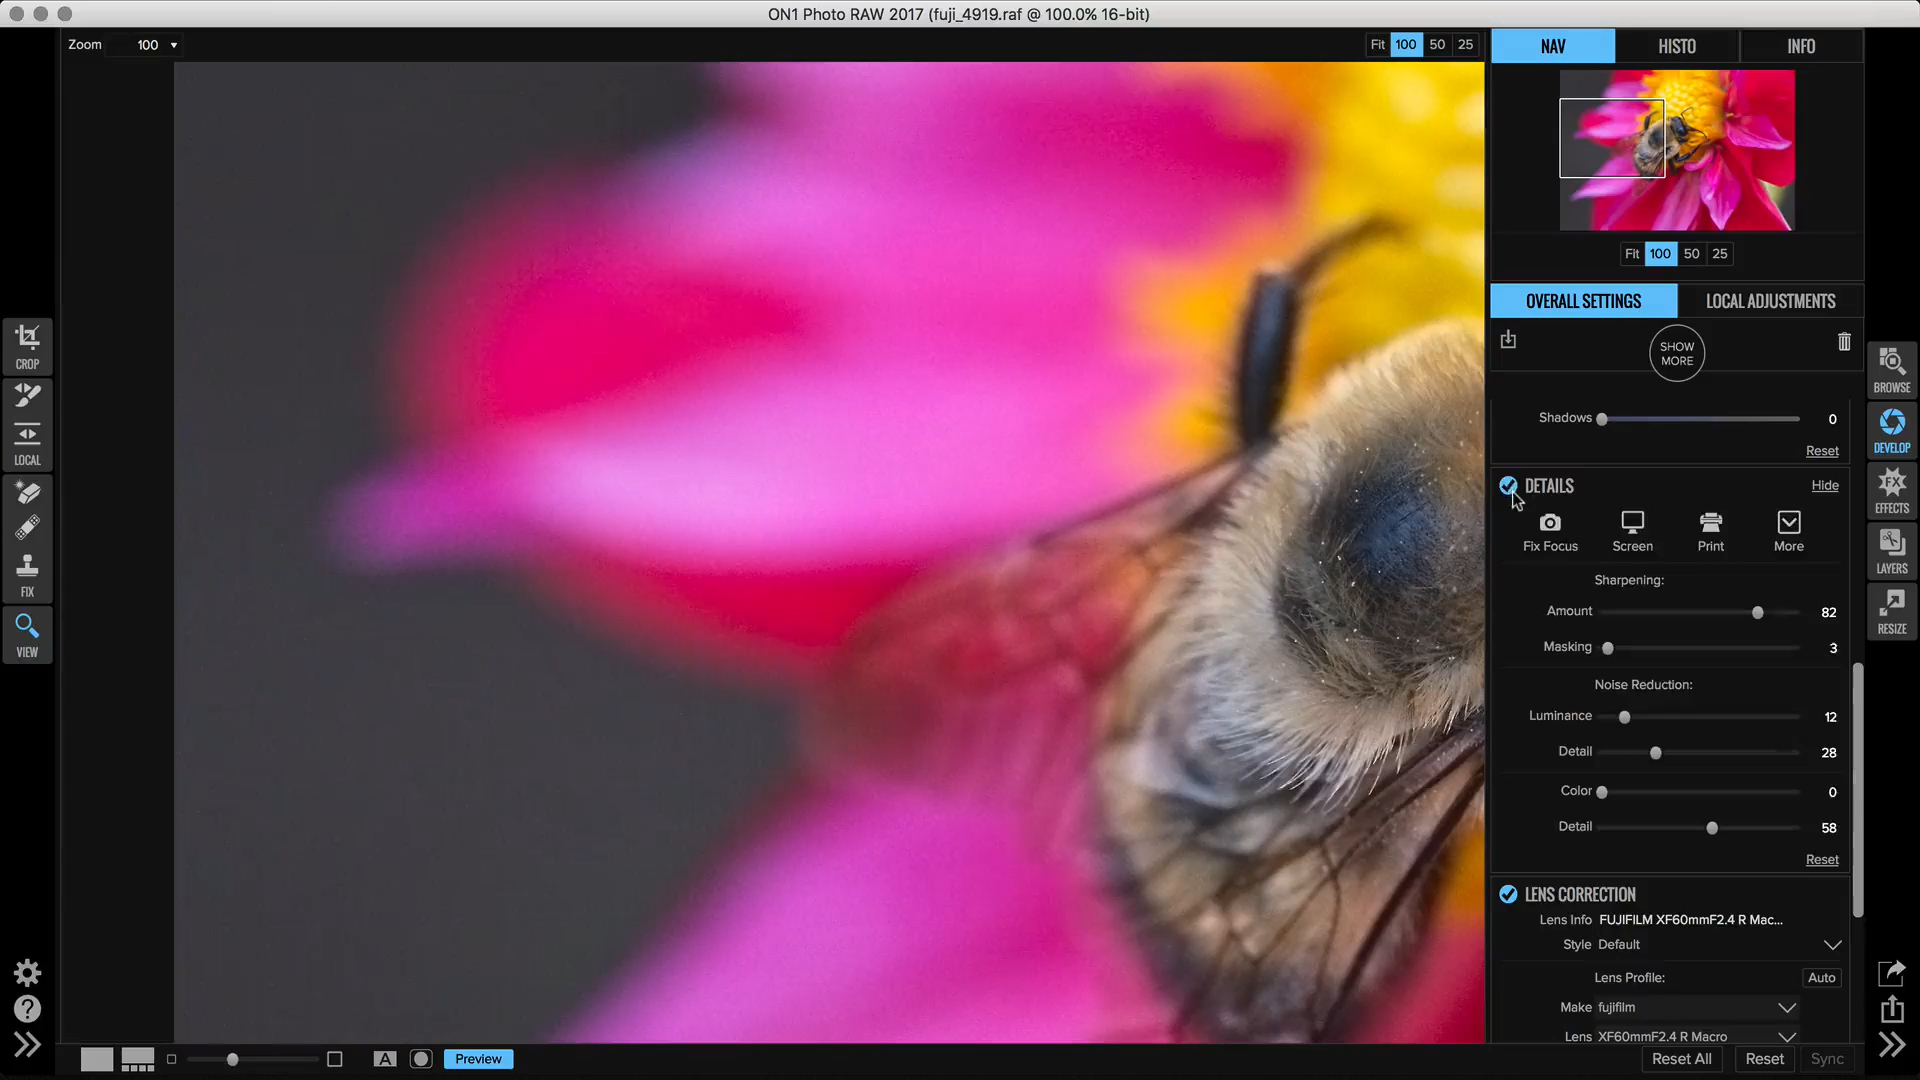 ON1 Photo RAW 2017 (fuji_4919.raf @ 100.0% 16-bit)
Zoom 100
Fit 100 50 25
NAV HISTO INFO
Fit 100 50 25
OVERALL SETTINGS LOCAL ADJUSTMENTS
SHOW
MORE
Shadows 0
Reset
DETAILS Hide
Fix Focus Screen Print More
Sharpening:
Amount 82
Masking 3
Noise Reduction:
Luminance 12
Detail 28
Color 0
Detail 58
Reset
LENS CORRECTION
Lens Info FUJIFILM XF60mmF2.4 R Mac...
Style Default
Lens Profile: Auto
Make fujifilm
Lens XF60mmF2.4 R Macro
CROP
LOCAL
FIX
VIEW
BROWSE
DEVELOP
FX
EFFECTS
LAYERS
RESIZE
?
A Preview
Reset All Reset Sync